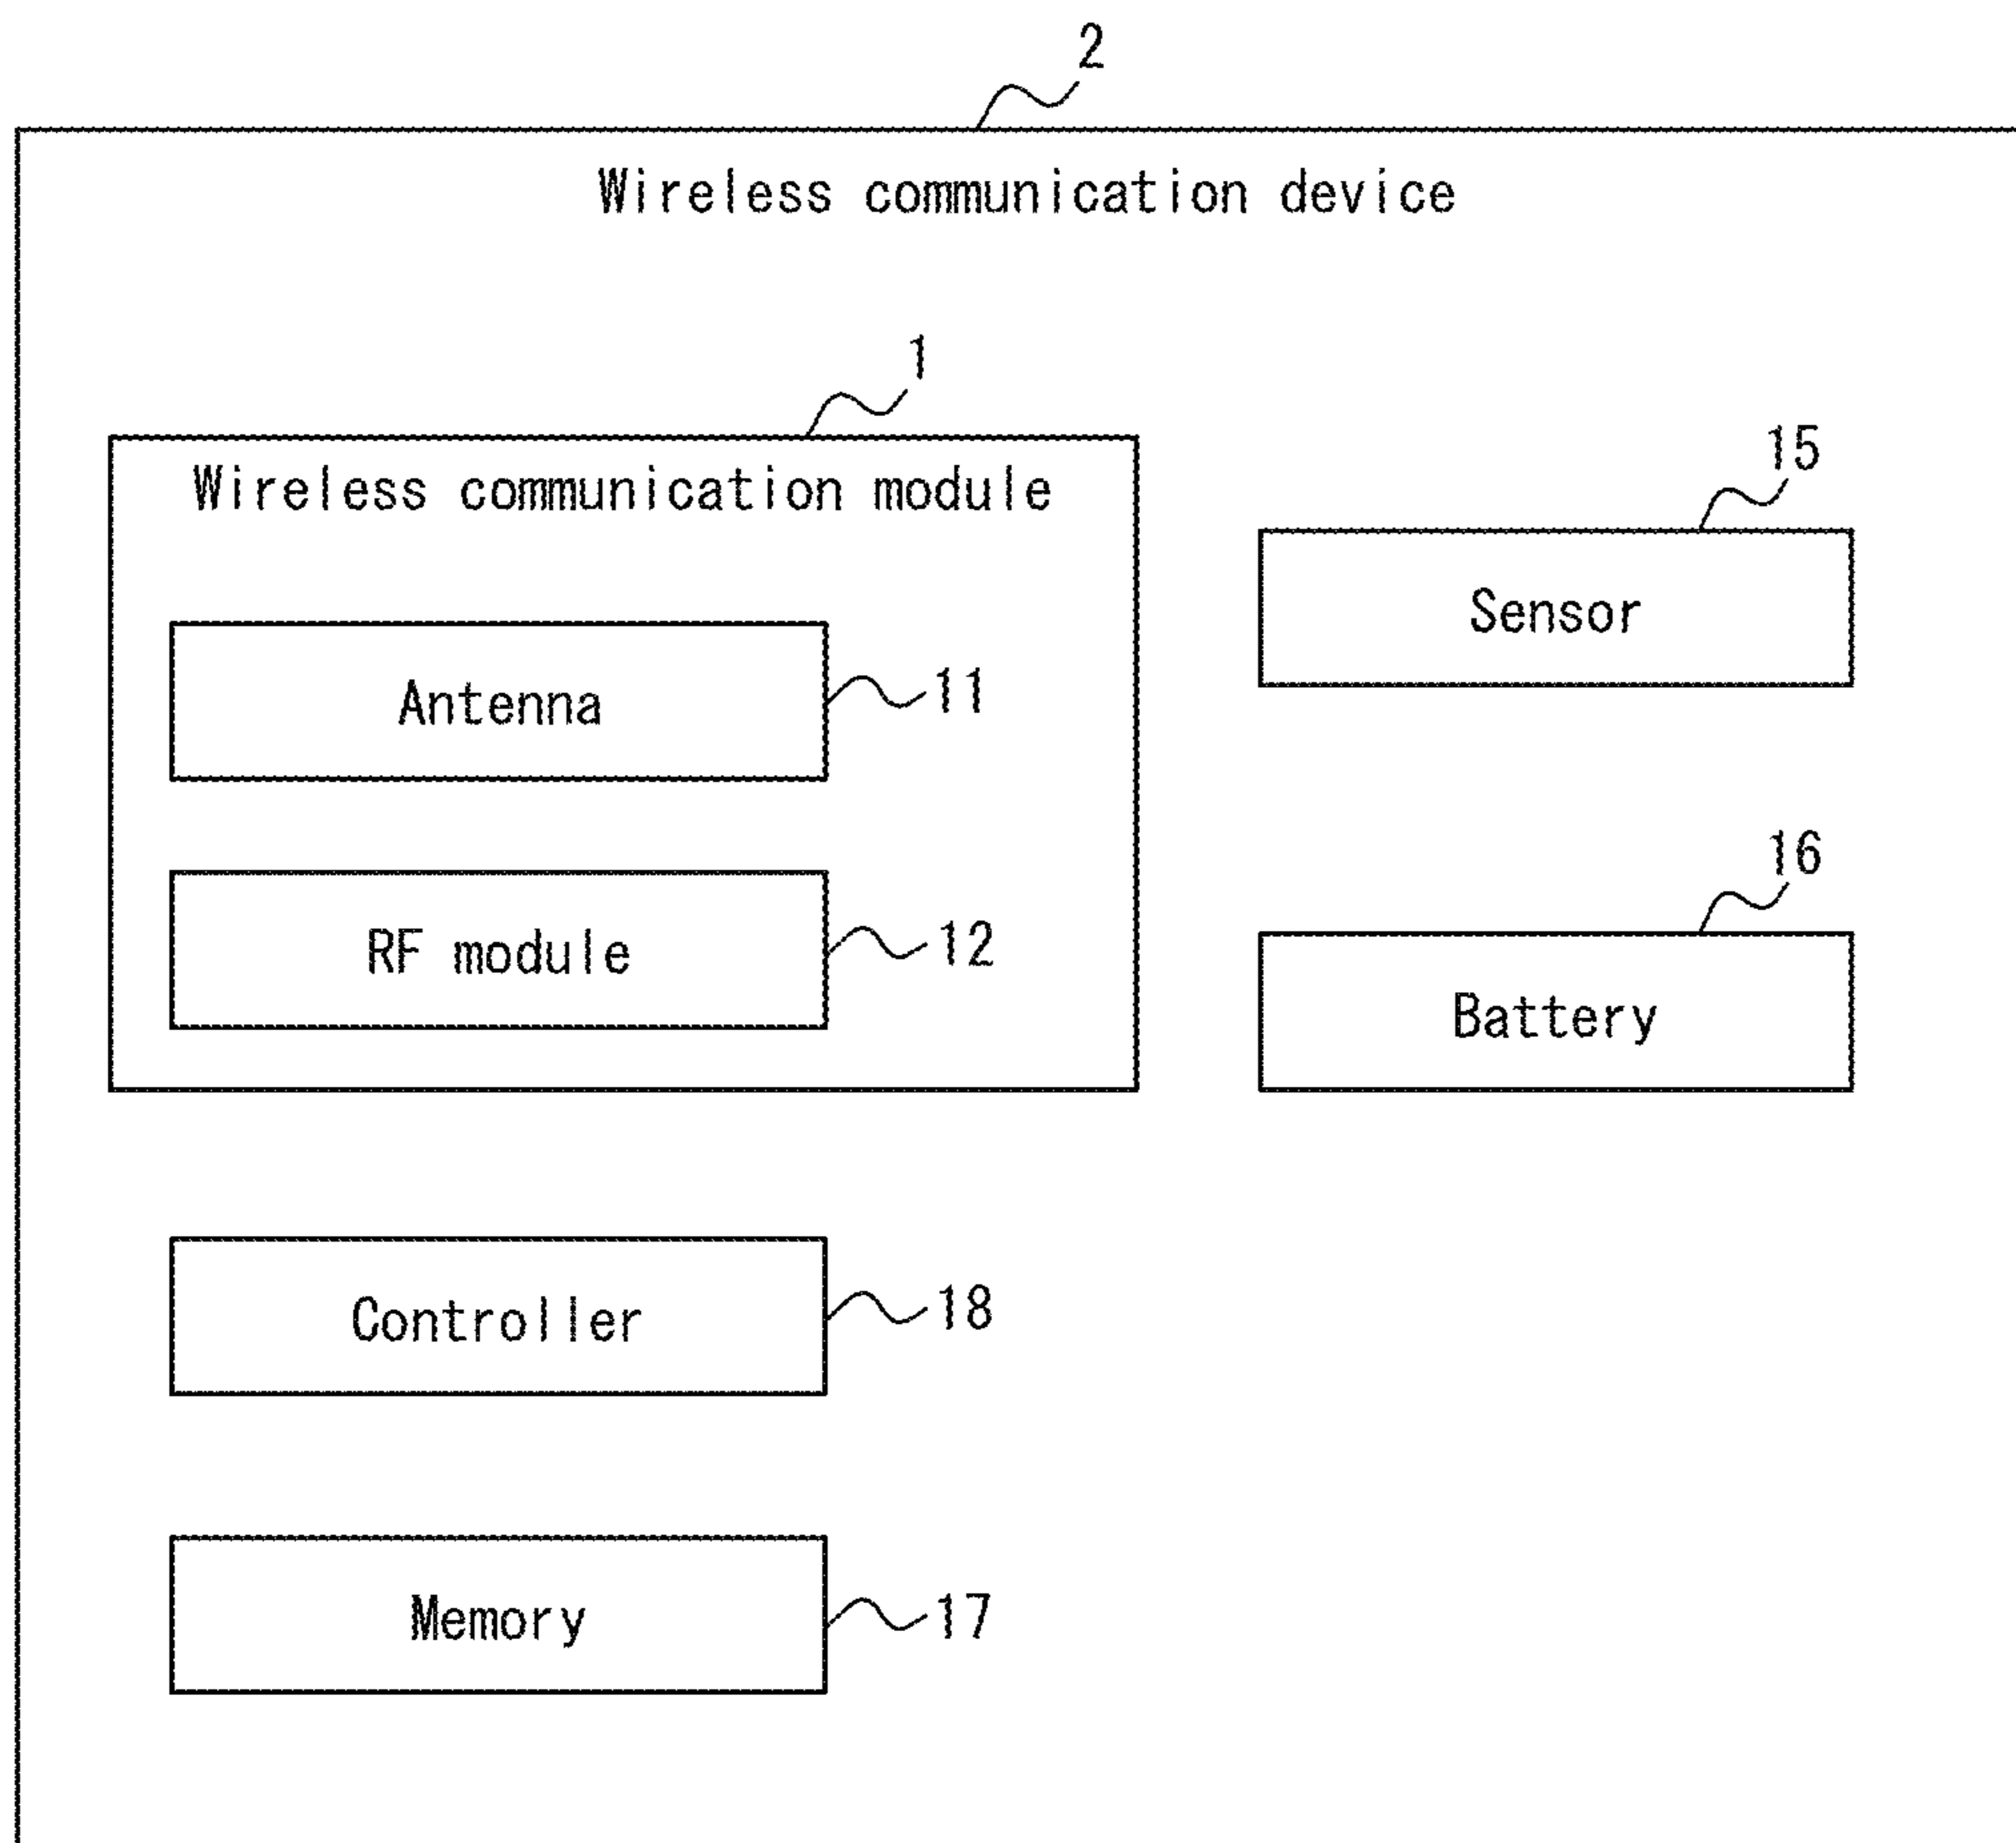 2
Wireless communication device
1
Wireless communication module
15
Sensor
Antenna
11
16
RF module
12
Battery
Controller
18
Memory
17